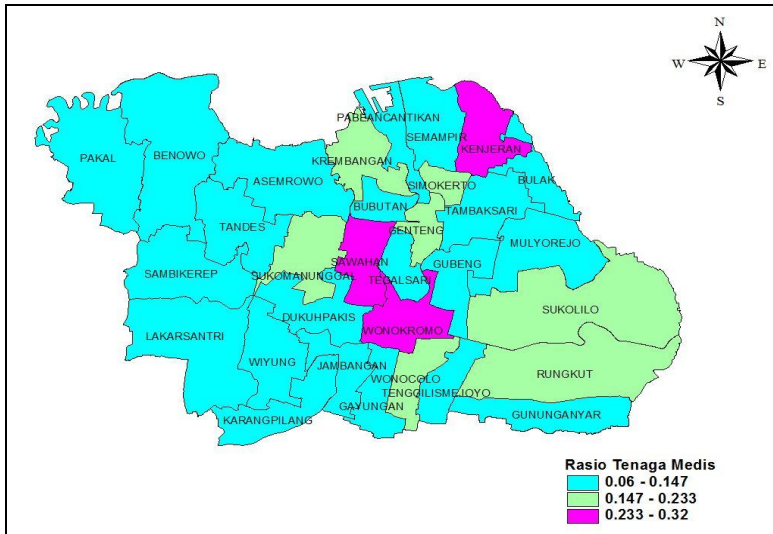 N
W E
S
PABEANCANTIKAN
SEMAMPIR
KENJERAN
PAKAL
BENOWO
KREMBANGAN
ASEMROWO
SIMOKERTO
BULAK
BUBUTAN
TAMBAKSARI
TANDES
GENTENG
MULYOREJO
SAWAHAN
GUBENG
SAMBIKEREP
SUKOMANUNGGAL
TEGALSARI
SUKOLILO
DUKUHPAKIS
LAKARSANTRI
WONOKROMO
WIYUNG
JAMBANGAN
RUNGKUT
WONOCOLO
TENGGILISMEJOYO
GAYUNGAN
GUNUNGANYAR
KARANGPILANG
Rasio Tenaga Medis
0.06 - 0.147
0.147 - 0.233
0.233 - 0.32